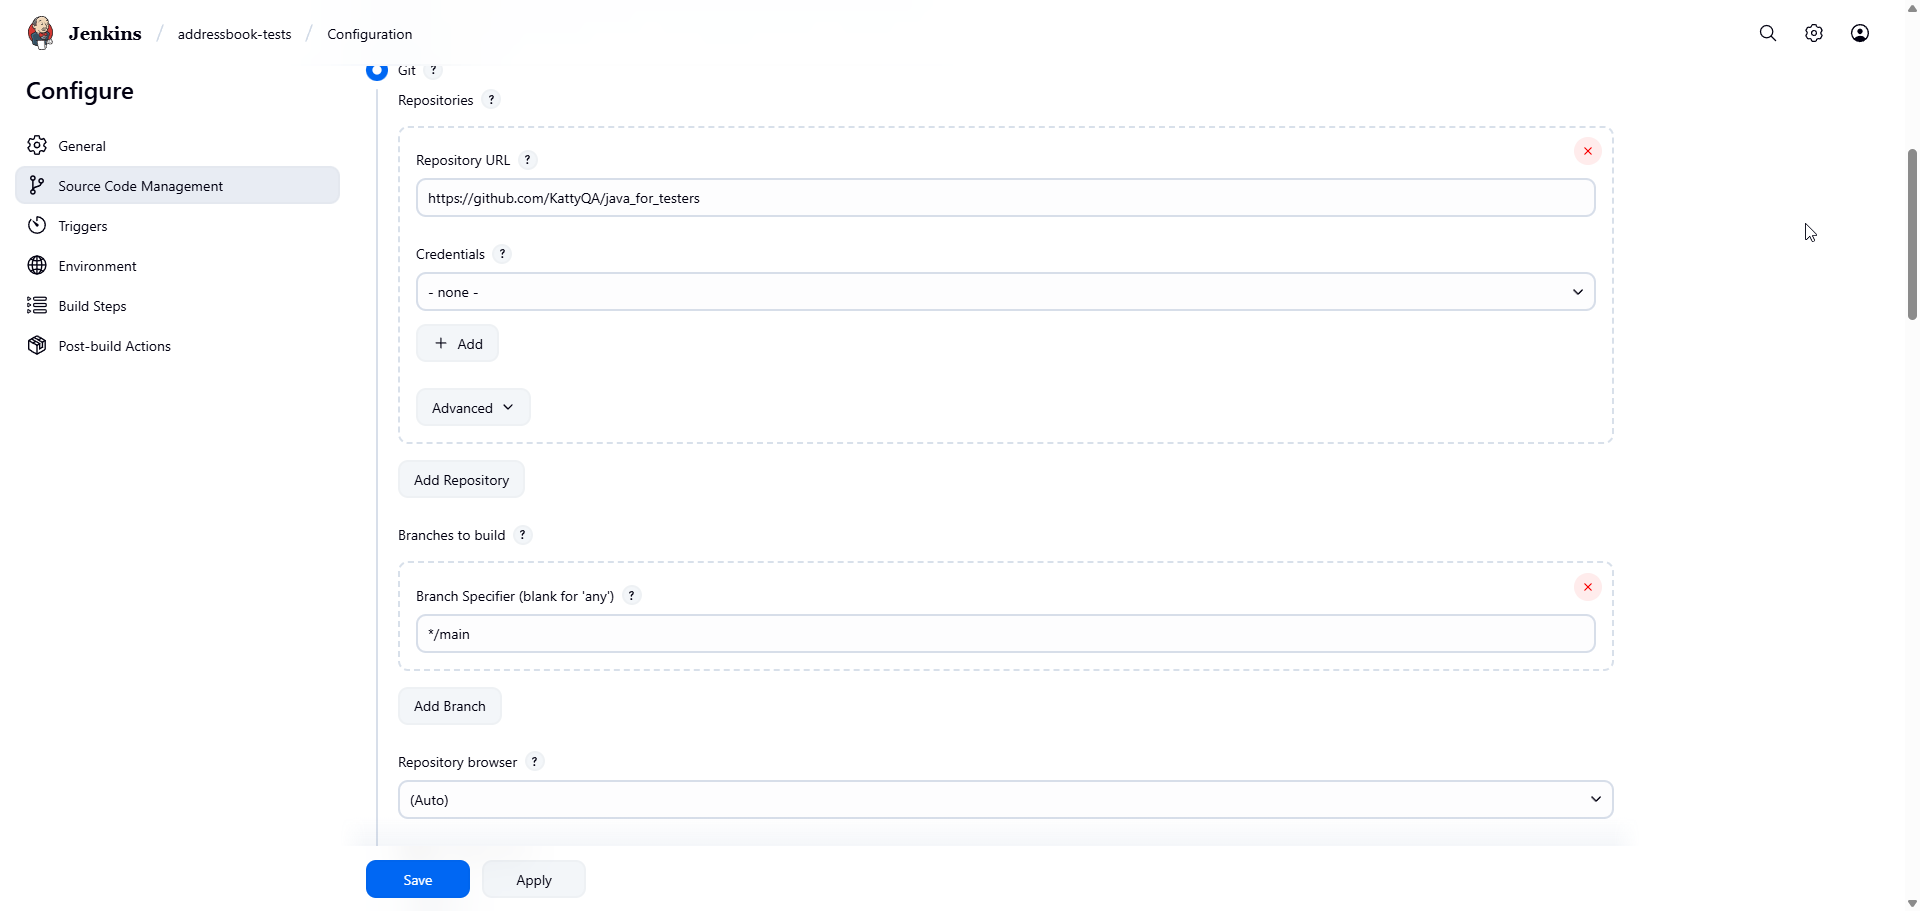 Jenkins / addressbook-tests / Configuration
Configure
General
Source Code Management
Triggers
Environment
Build Steps
Post-build Actions
Git ?
Repositories ?
Repository URL ?
https://github.com/KattyQA/java_for_testers
Credentials ?
- none -
+ Add
Advanced
Add Repository
Branches to build ?
Branch Specifier (blank for 'any') ?
*/main
Add Branch
Repository browser ?
(Auto)
Save Apply